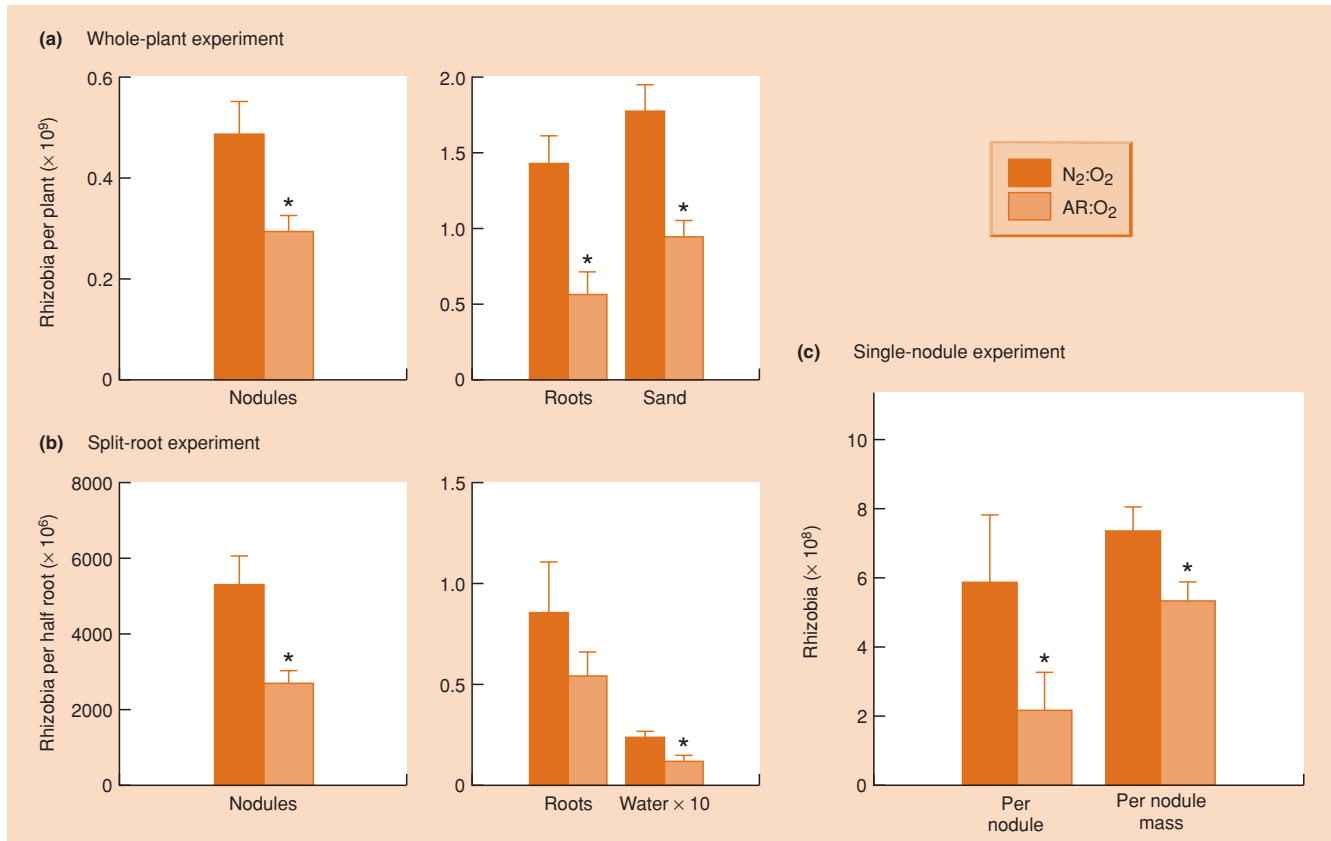 (a) Whole-plant experiment
Rhizobia per plant (× 10⁹)
0.6
0.4
0.2
0
*
Nodules
2.0
1.5
1.0
0.5
0
*
*
Roots Sand
N₂:O₂
AR:O₂
(b) Split-root experiment
Rhizobia per half root (× 10⁶)
8000
6000
4000
2000
0
*
Nodules
1.5
1.0
0.5
0
*
Roots Water × 10
(c) Single-nodule experiment
Rhizobia (× 10⁸)
10
8
6
4
2
0
*
*
Per
nodule
Per nodule
mass